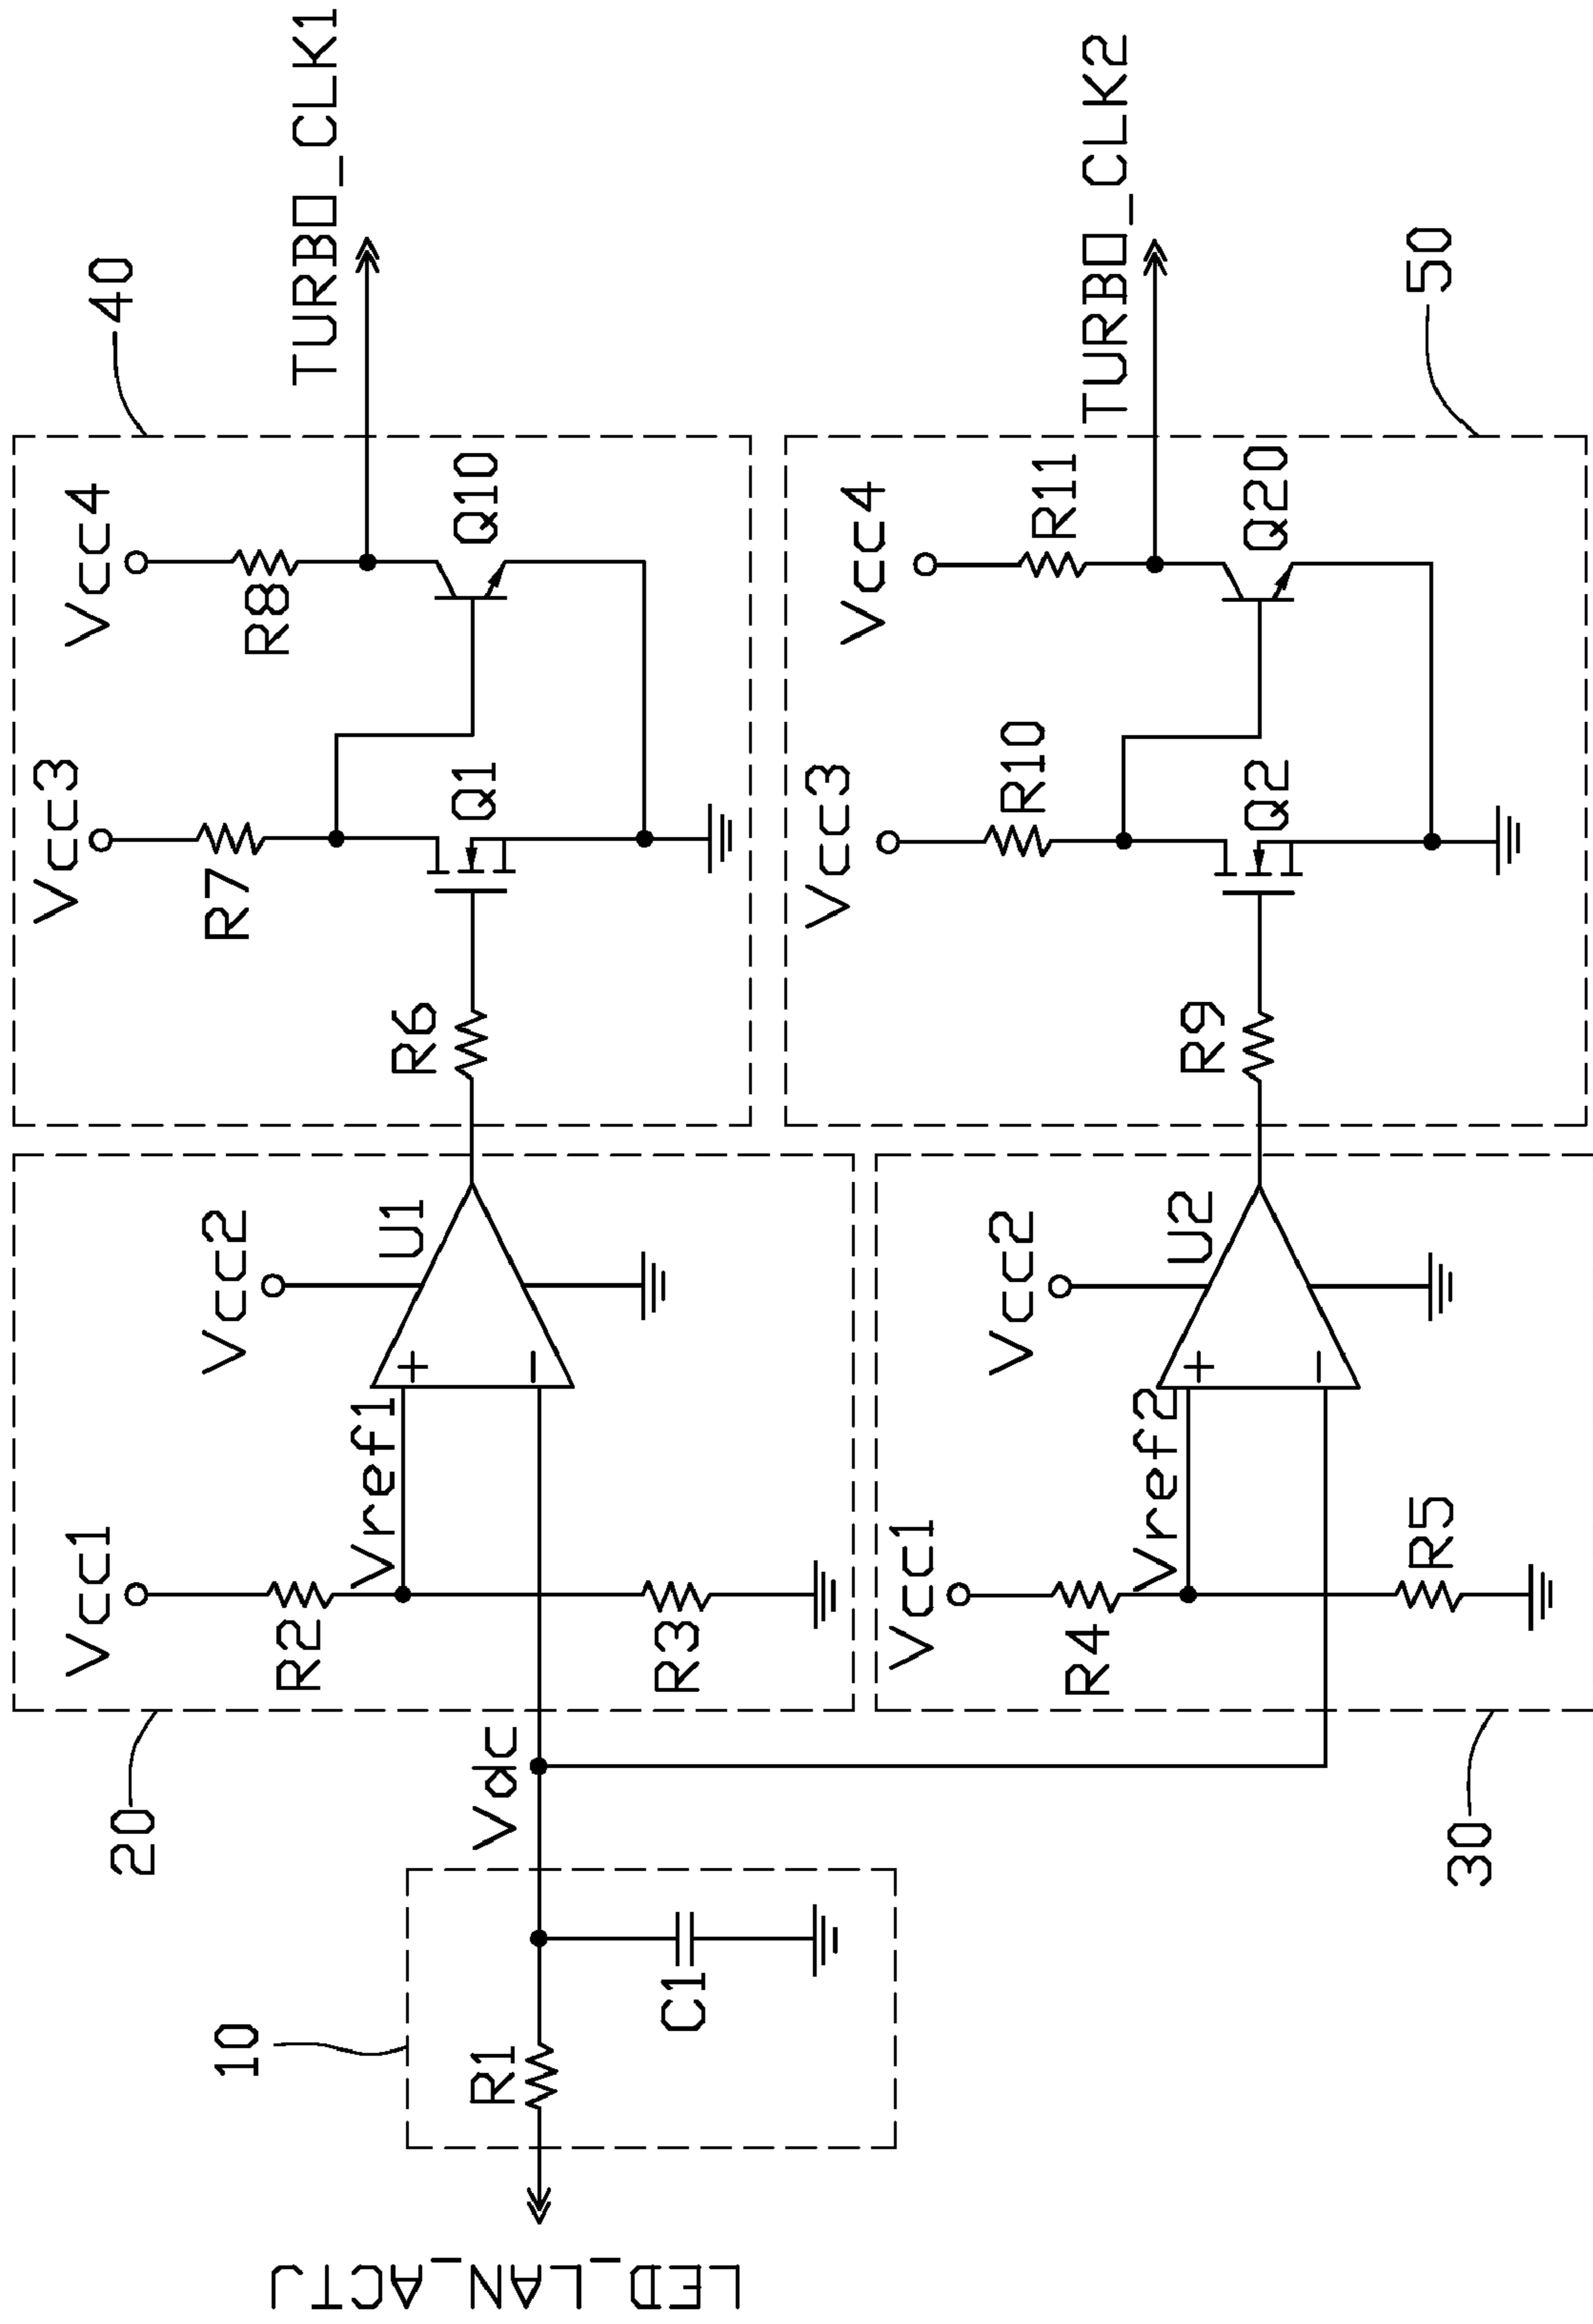 LED_LAN_ACTJ
10
R1
C1
Vdc
20
Vcc1
R2
Vref1
R3
Vcc2
U1
+
−
30
Vcc1
R4
Vref2
R5
Vcc2
U2
+
−
40
R6
Vcc3
R7
Q1
Vcc4
R8
Q10
TURBO_CLK1
50
R9
Vcc3
R10
Q2
Vcc4
R11
Q20
TURBO_CLK2